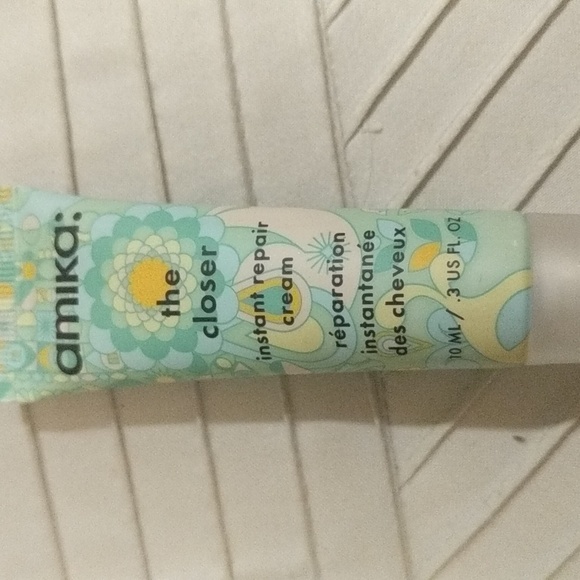 amika:
the
closer
instant repair
cream
réparation
instantanée
des cheveux
10 ML / .3 US FL. OZ